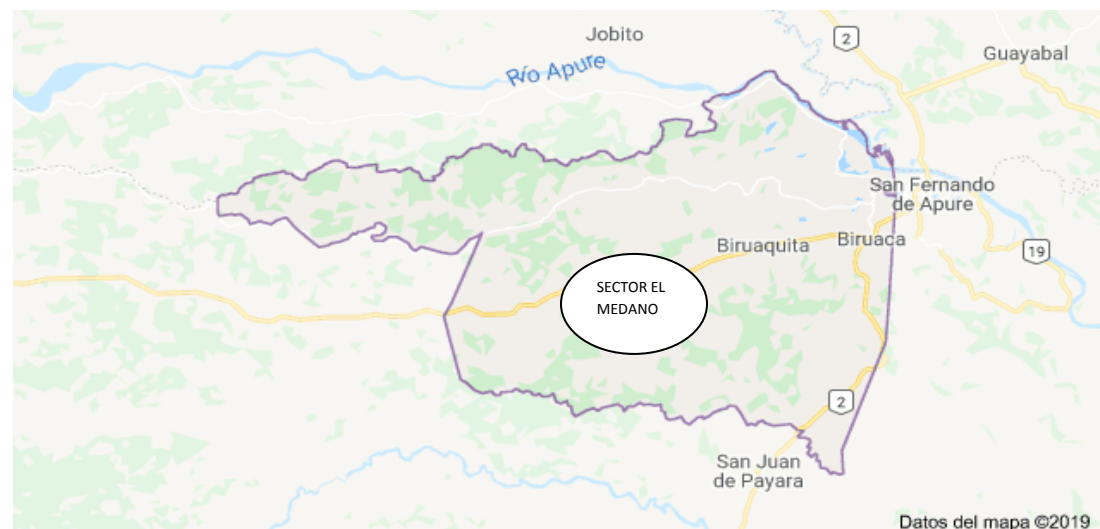 Jobito
2
Guayabal
Río Apure
San Fernando
de Apure
Biruaquita
Biruaca
19
SECTOR EL
MEDANO
2
San Juan
de Payara
Datos del mapa ©2019